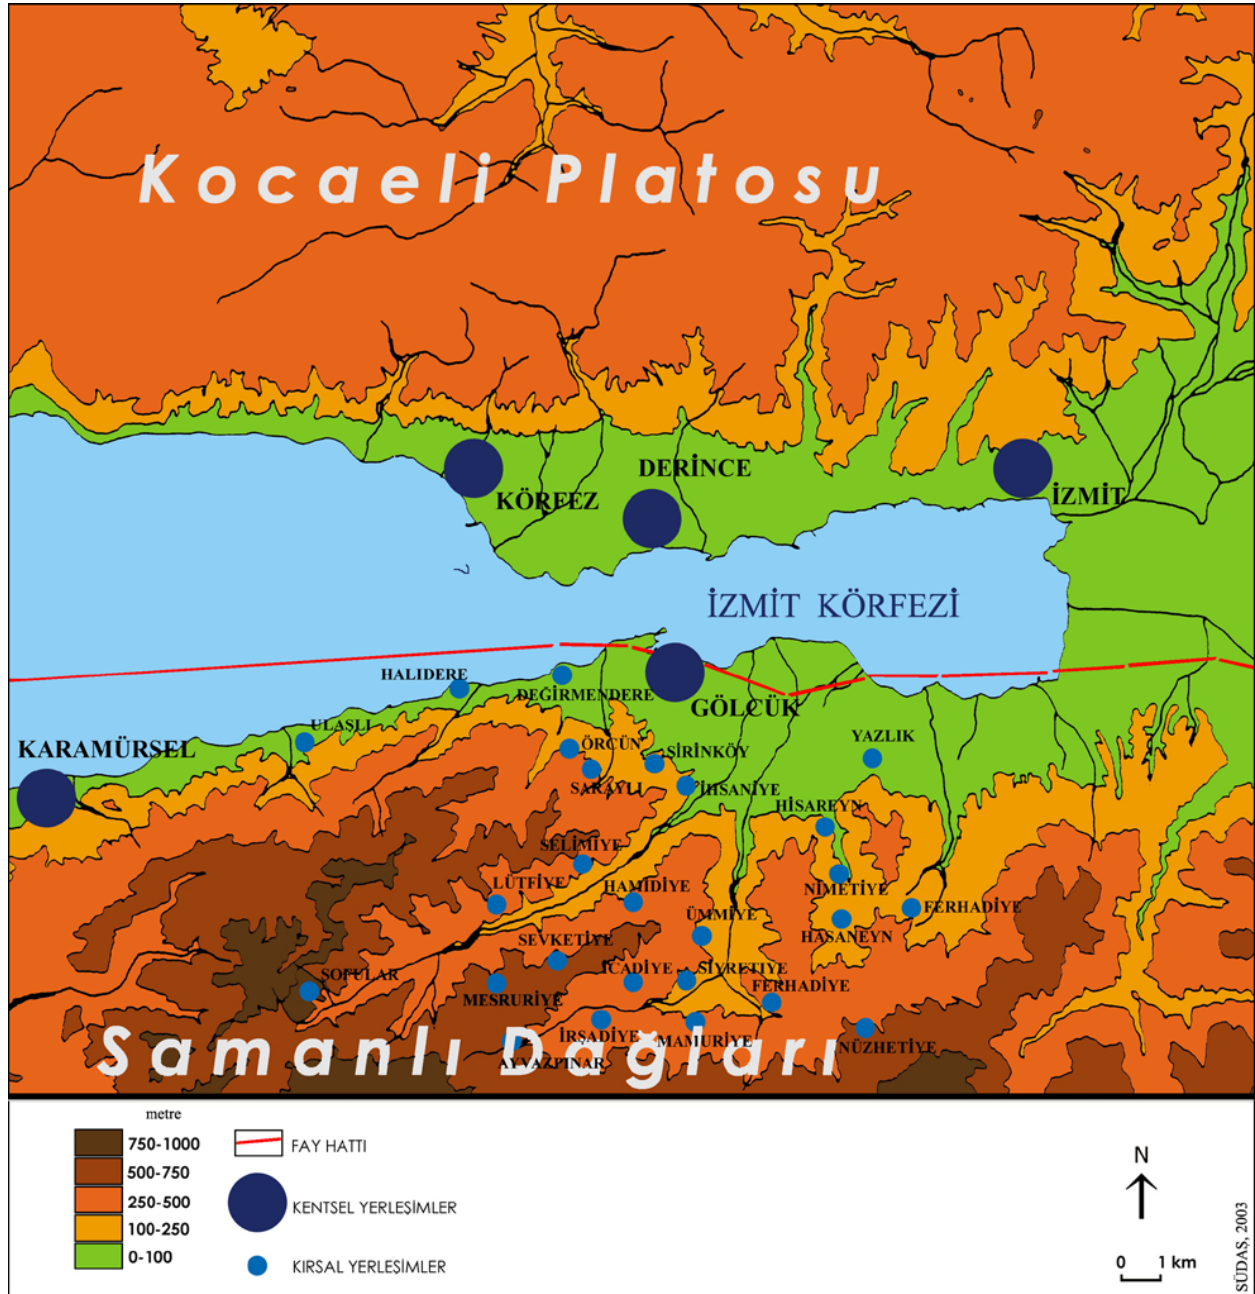 Kocaeli Platosu
DERİNCE
KÖRFEZ
İZMİT
İZMİT KÖRFEZİ
HALIDERE
DEĞİRMENDERE
GÖLCÜK
ULAŞLI
KARAMÜRSEL
ÖRCÜN
ŞİRİNKÖY
YAZLIK
SARAYLI
İHSANİYE
HİSAREYN
SELİMİYE
LÜTFİYE
HAMİDİYE
NİMETİYE
ÜMMİYE
FERHADİYE
HASANEYN
SEVKETİYE
SOFULAR
İCADİYE
SİYRETIYE
MESRURİYE
FERHADİYE
İRŞADİYE
MAMURİYE
NÜZHETİYE
AYVAZPINAR
Samanlı Dağları
metre
750-1000
500-750
250-500
100-250
0-100
FAY HATTI
KENTSEL YERLEŞİMLER
KIRSAL YERLEŞİMLER
N
0 1 km
SÜDAŞ, 2003